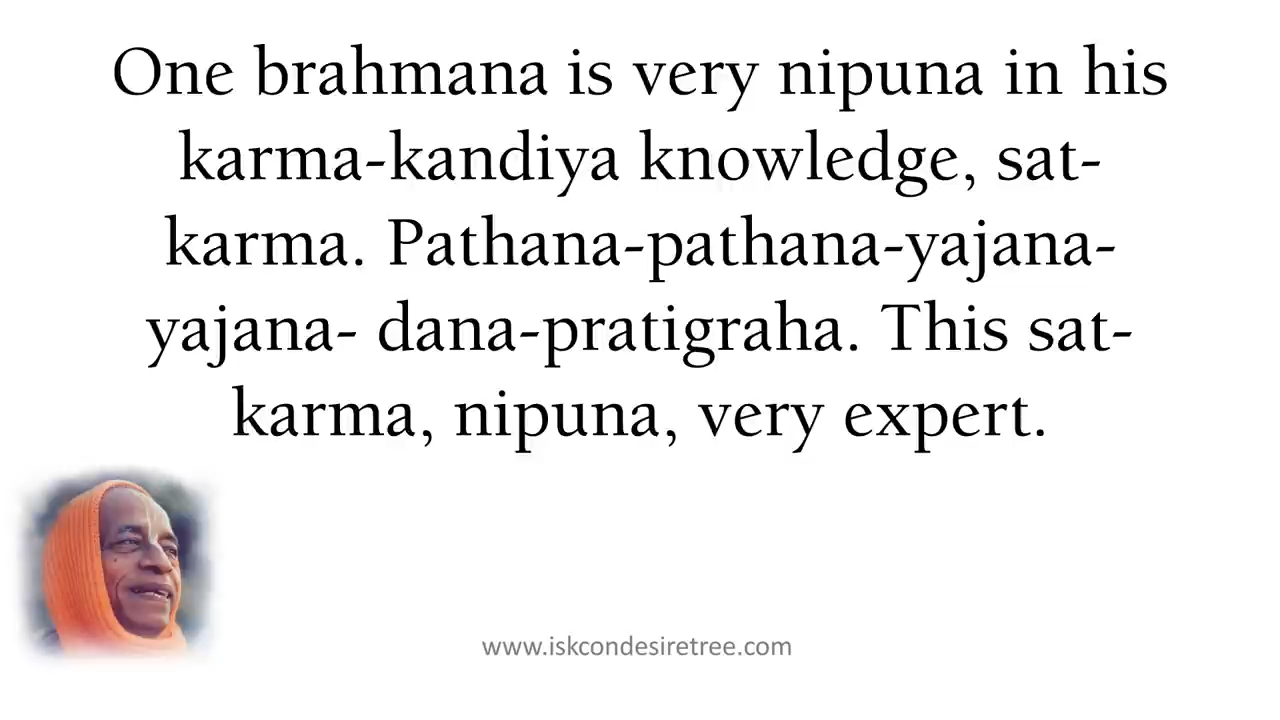 One brahmana is very nipuna in his
karma-kandiya knowledge, sat-
karma. Pathana-pathana-yajana-
yajana- dana-pratigraha. This sat-
karma, nipuna, very expert.
www.iskcondesiretree.com